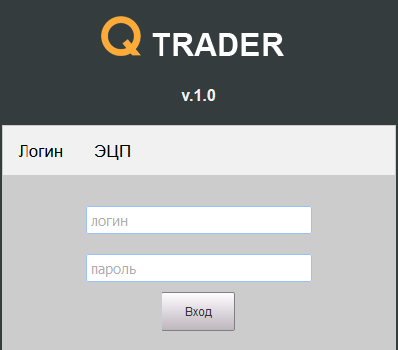 Q TRADER
v.1.0
Логин ЭЦП
логин
пароль
Вход